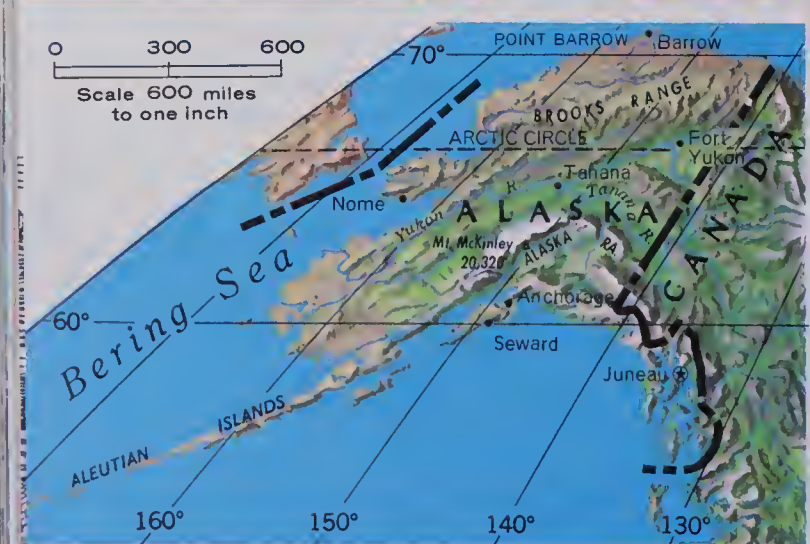 0 300 600
Scale 600 miles
to one inch
70°
POINT BARROW
Barrow
BROOKS RANGE
ARCTIC CIRCLE
Fort
Yukon
Tanana
Nome
Yukon R.
Tanana R.
ALASKA
CANADA
Mt. McKinley
20,320
ALASKA RA.
Bering Sea
Anchorage
60°
Seward
Juneau
ALEUTIAN ISLANDS
160° 150° 140° 130°